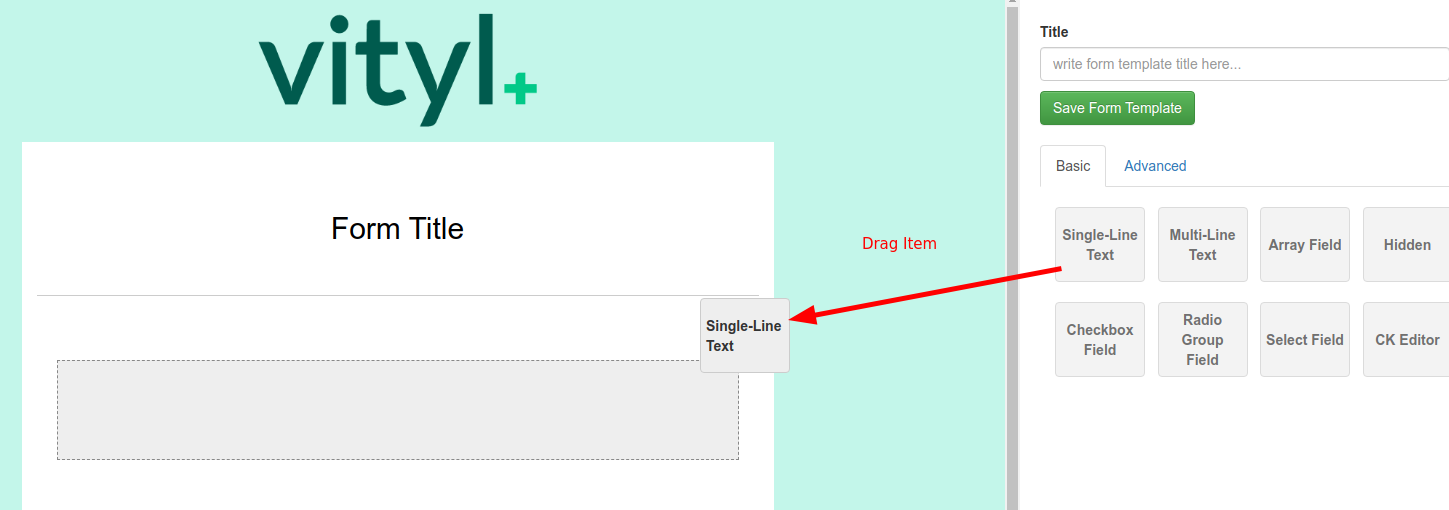 vityl+
Form Title
Drag Item
Single-Line
Text
Title
write form template title here...
Save Form Template
Basic
Advanced
Single-Line
Text
Multi-Line
Text
Array Field
Hidden
Checkbox
Field
Radio
Group
Field
Select Field
CK Editor